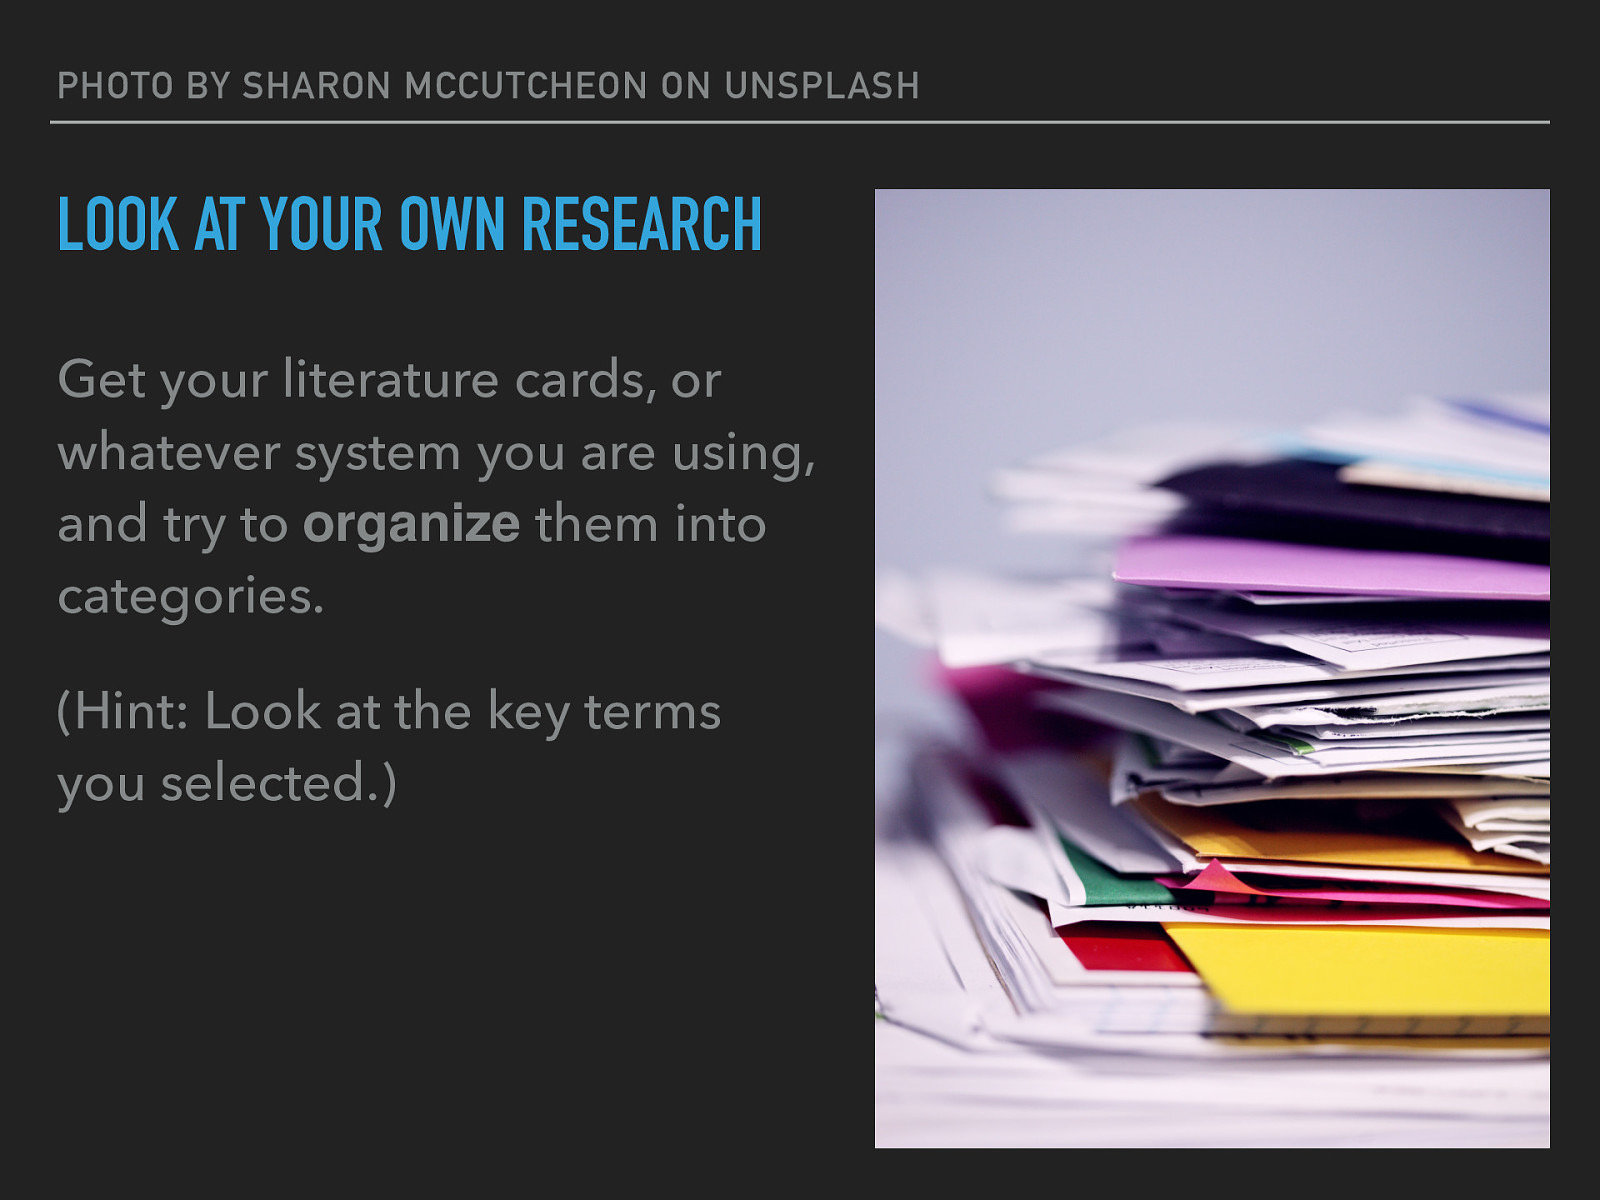 PHOTO BY SHARON MCCUTCHEON ON UNSPLASH
LOOK AT YOUR OWN RESEARCH
Get your literature cards, or
whatever system you are using,
and try to organize them into
categories.
(Hint: Look at the key terms
you selected.)